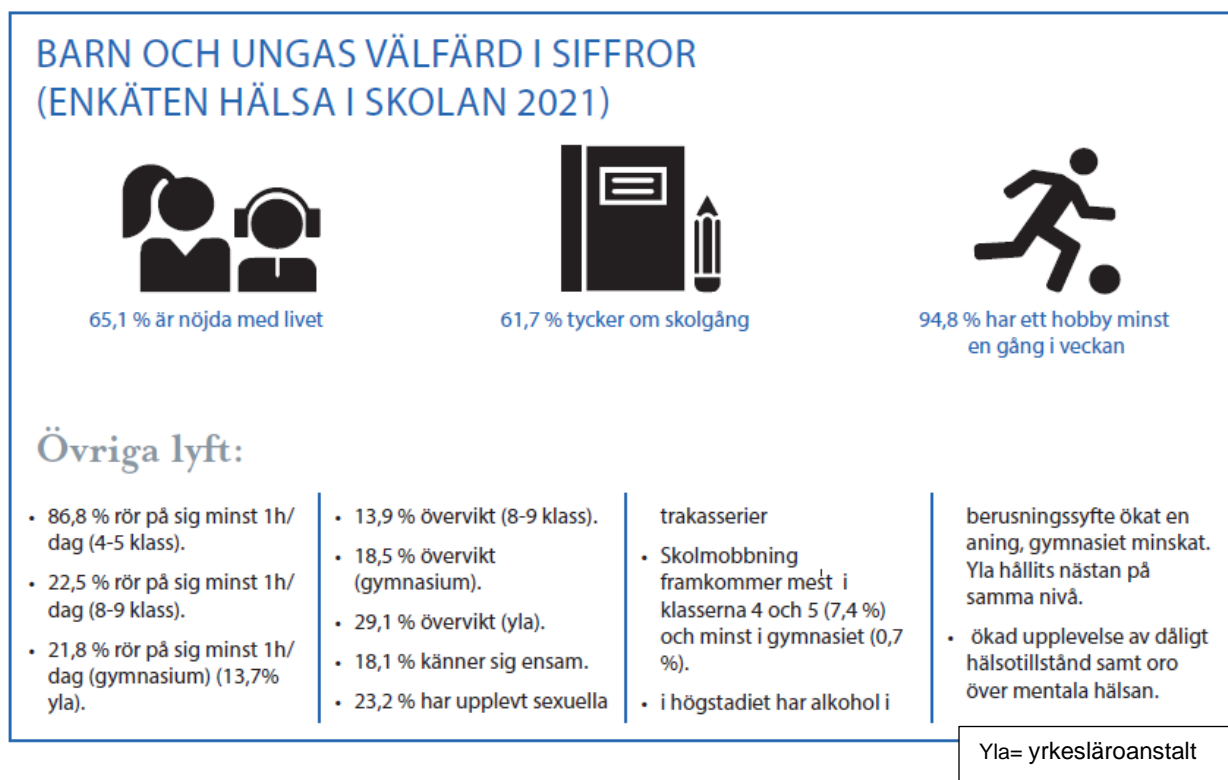 BARN OCH UNGAS VÄLFÄRD I SIFFROR
(ENKÄTEN HÄLSA I SKOLAN 2021)
65,1 % är nöjda med livet
61,7 % tycker om skolgång
94,8 % har ett hobby minst
en gång i veckan
Övriga lyft:
• 86,8 % rör på sig minst 1h/
dag (4-5 klass).
• 22,5 % rör på sig minst 1h/
dag (8-9 klass).
• 21,8 % rör på sig minst 1h/
dag (gymnasium) (13,7%
yla).
• 13,9 % övervikt (8-9 klass).
• 18,5 % övervikt
(gymnasium).
• 29,1 % övervikt (yla).
• 18,1 % känner sig ensam.
• 23,2 % har upplevt sexuella
trakasserier
• Skolmobbning
framkommer mest i
klasserna 4 och 5 (7,4 %)
och minst i gymnasiet (0,7
%).
• i högstadiet har alkohol i
berusningssyfte ökat en
aning, gymnasiet minskat.
Yla hållits nästan på
samma nivå.
• ökad upplevelse av dåligt
hälsotillstånd samt oro
över mentala hälsan.
Yla= yrkesläroanstalt